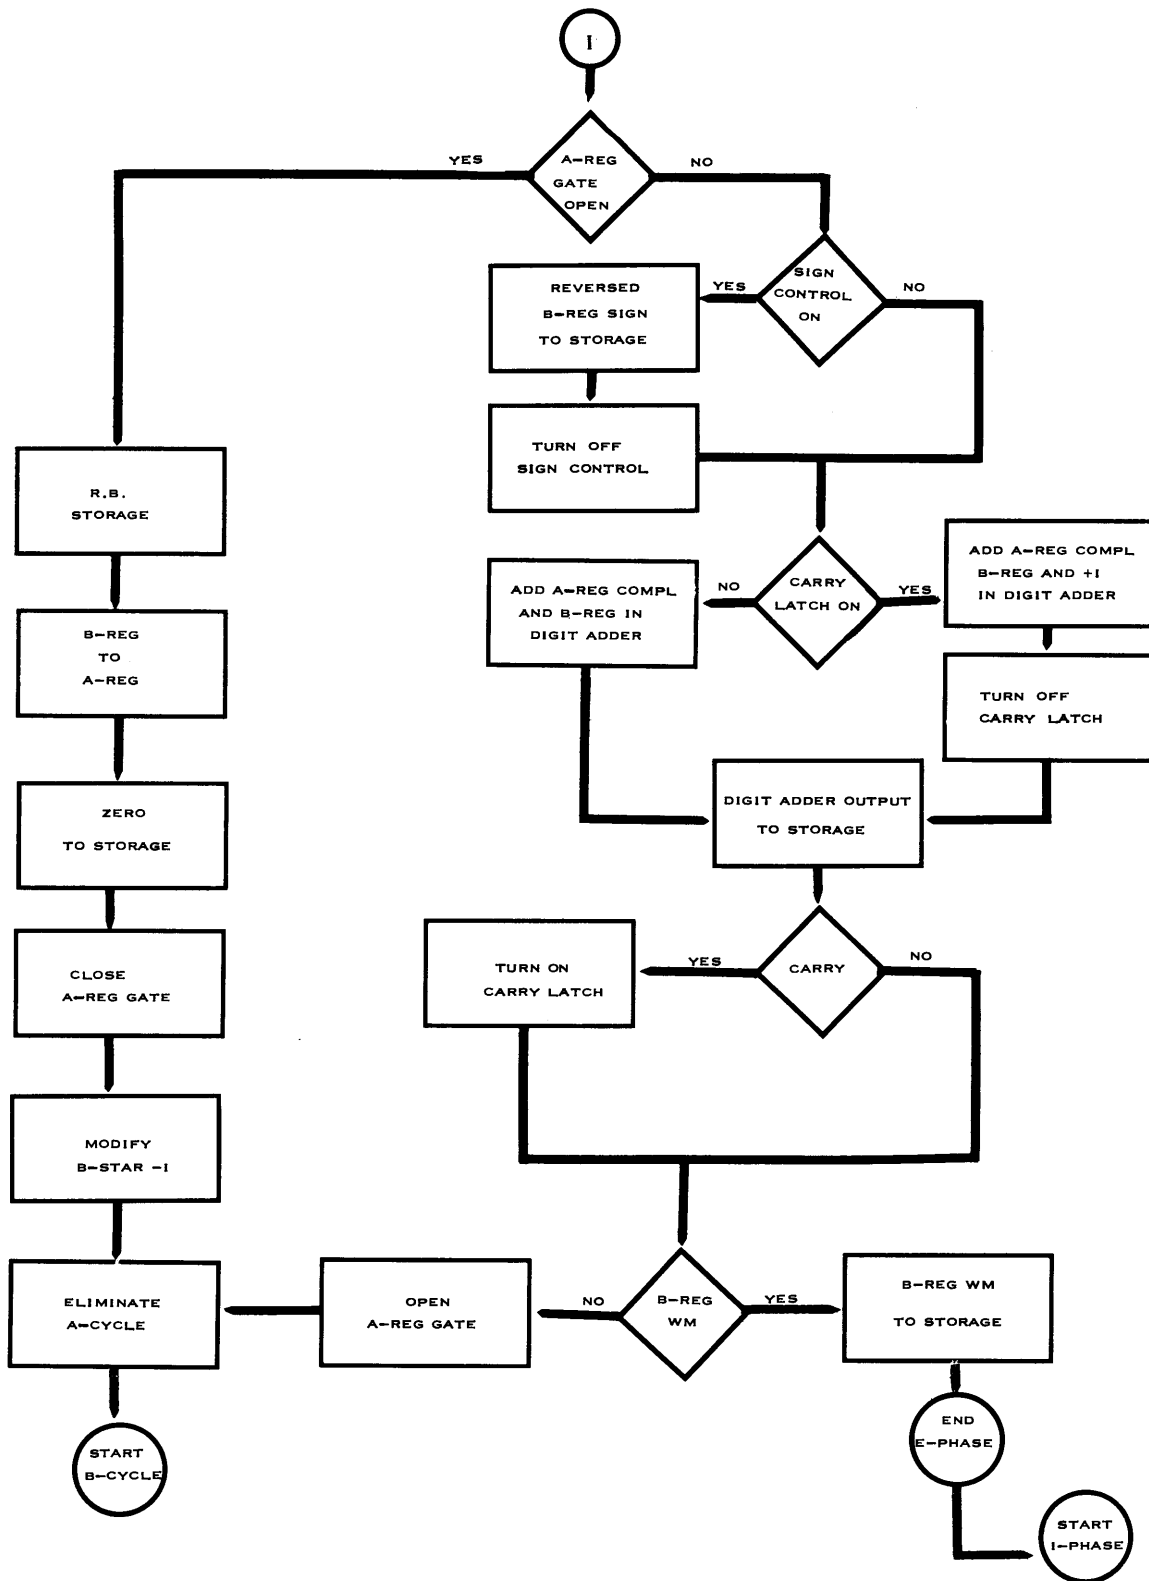 I
YES
A-REG
GATE
OPEN
NO
REVERSED
B-REG SIGN
TO STORAGE
YES
SIGN
CONTROL
ON
NO
TURN OFF
SIGN CONTROL
R.B.
STORAGE
ADD A-REG COMPL
AND B-REG IN
DIGIT ADDER
NO
CARRY
LATCH ON
YES
ADD A-REG COMPL
B-REG AND +I
IN DIGIT ADDER
B-REG
TO
A-REG
TURN OFF
CARRY LATCH
ZERO
TO STORAGE
DIGIT ADDER OUTPUT
TO STORAGE
CLOSE
A-REG GATE
TURN ON
CARRY LATCH
YES
CARRY
NO
MODIFY
B-STAR -I
ELIMINATE
A-CYCLE
OPEN
A-REG GATE
NO
B-REG
WM
YES
B-REG WM
TO STORAGE
START
B-CYCLE
END
E-PHASE
START
I-PHASE